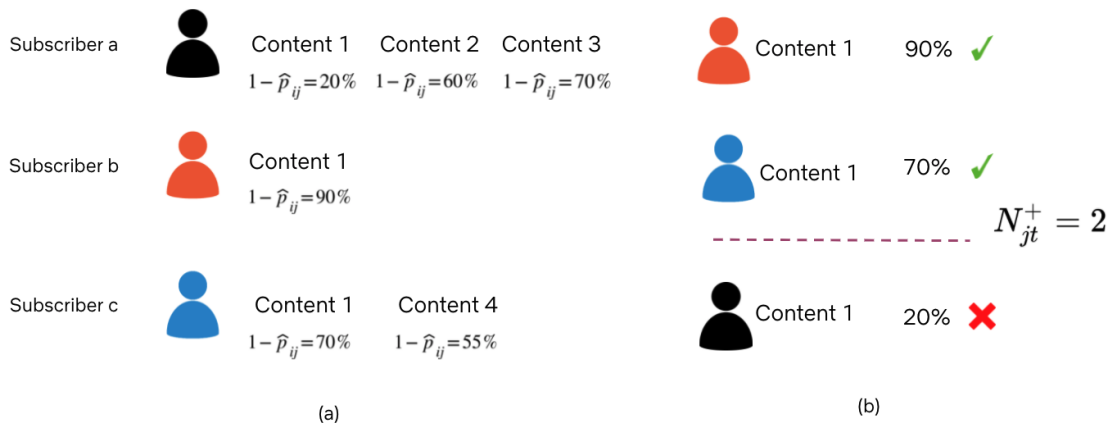 Subscriber a
Content 1 Content 2 Content 3
1 − p̂ij=20% 1 − p̂ij=60% 1 − p̂ij=70%
Subscriber b
Content 1
1 − p̂ij=90%
Subscriber c
Content 1 Content 4
1 − p̂ij=70% 1 − p̂ij=55%
(a)
Content 1 90%
Content 1 70%
N+jt = 2
Content 1 20%
(b)